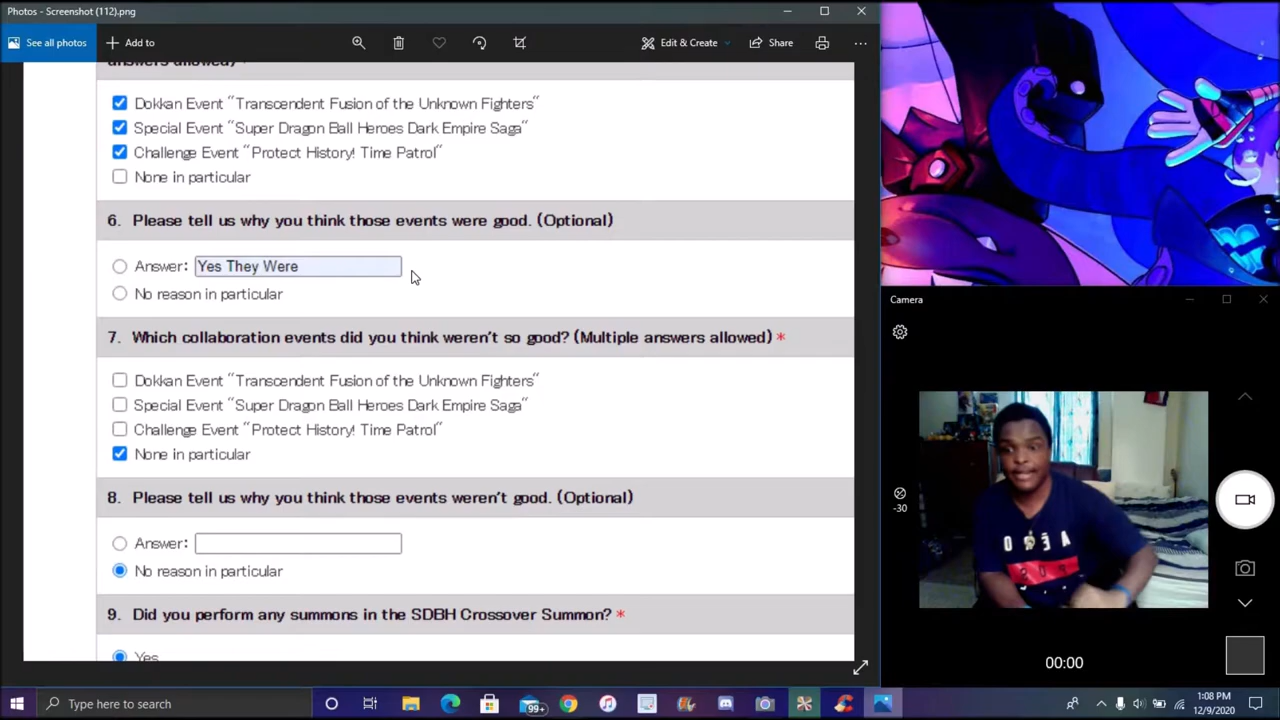 Photos - Screenshot (112).png
See all photos
Add to
Edit & Create
Share
answers allowed)
Dokkan Event "Transcendent Fusion of the Unknown Fighters"
Special Event "Super Dragon Ball Heroes Dark Empire Saga"
Challenge Event "Protect History! Time Patrol"
None in particular
6. Please tell us why you think those events were good. (Optional)
Answer: Yes They Were
No reason in particular
7. Which collaboration events did you think weren't so good? (Multiple answers allowed) *
Dokkan Event "Transcendent Fusion of the Unknown Fighters"
Special Event "Super Dragon Ball Heroes Dark Empire Saga"
Challenge Event "Protect History! Time Patrol"
None in particular
8. Please tell us why you think those events weren't good. (Optional)
Answer:
No reason in particular
9. Did you perform any summons in the SDBH Crossover Summon? *
Yes
Camera
-30
00:00
Type here to search
99+
1:08 PM
12/9/2020